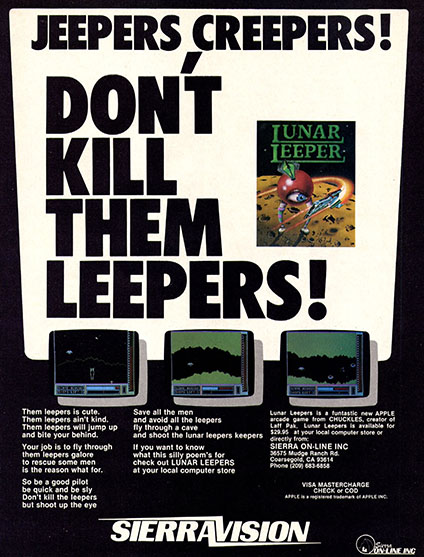 JEEPERS CREEPERS!
DON'T
KILL
THEM
LEEPERS!
LUNAR
LEEPER
Them leepers is cute.
Them leepers ain't kind.
Them leepers will jump up
and bite your behind.
Your job is to fly through
them leepers galore
to rescue some men
is the reason what for.
So be a good pilot
be quick and be sly
Don't kill the leepers
but shoot up the eye
Save all the men
and avoid all the leepers
fly through a cave
and shoot the lunar leepers keepers
If you want to know
what this silly poem's for
check out LUNAR LEEPERS
at your local computer store
Lunar Leepers is a funtastic new APPLE
arcade game from CHUCKLES, creator of
Laff Pak. Lunar Leepers is available for
$29.95 at your local computer store or
directly from:
SIERRA ON-LINE INC
36575 Mudge Ranch Rd.
Coarsegold, CA 93614
Phone (209) 683-6858
VISA MASTERCHARGE
CHECK or COD
APPLE is a registered trademark of APPLE INC.
SIERRAVISION
Sierra
ON-LINE INC